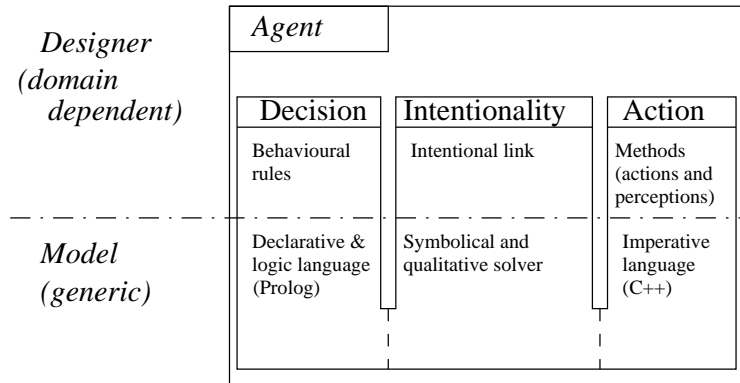 Designer
(domain
dependent)
Agent
Decision
Behavioural
rules
Intentionality
Intentional link
Action
Methods
(actions and
perceptions)
Model
(generic)
Declarative &
logic language
(Prolog)
Symbolical and
qualitative solver
Imperative
language
(C++)